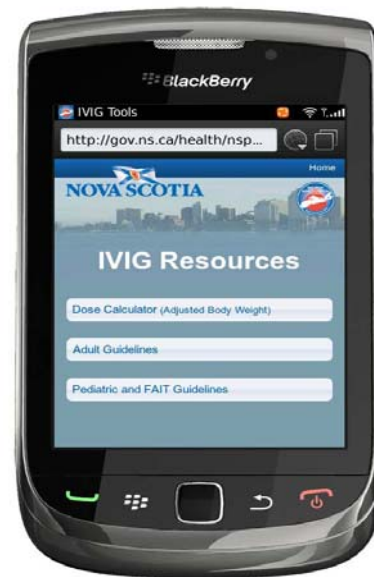 BlackBerry
IVIG Tools
http://gov.ns.ca/health/nsp...
Home
NOVA SCOTIA
IVIG Resources
Dose Calculator (Adjusted Body Weight)
Adult Guidelines
Pediatric and FAIT Guidelines